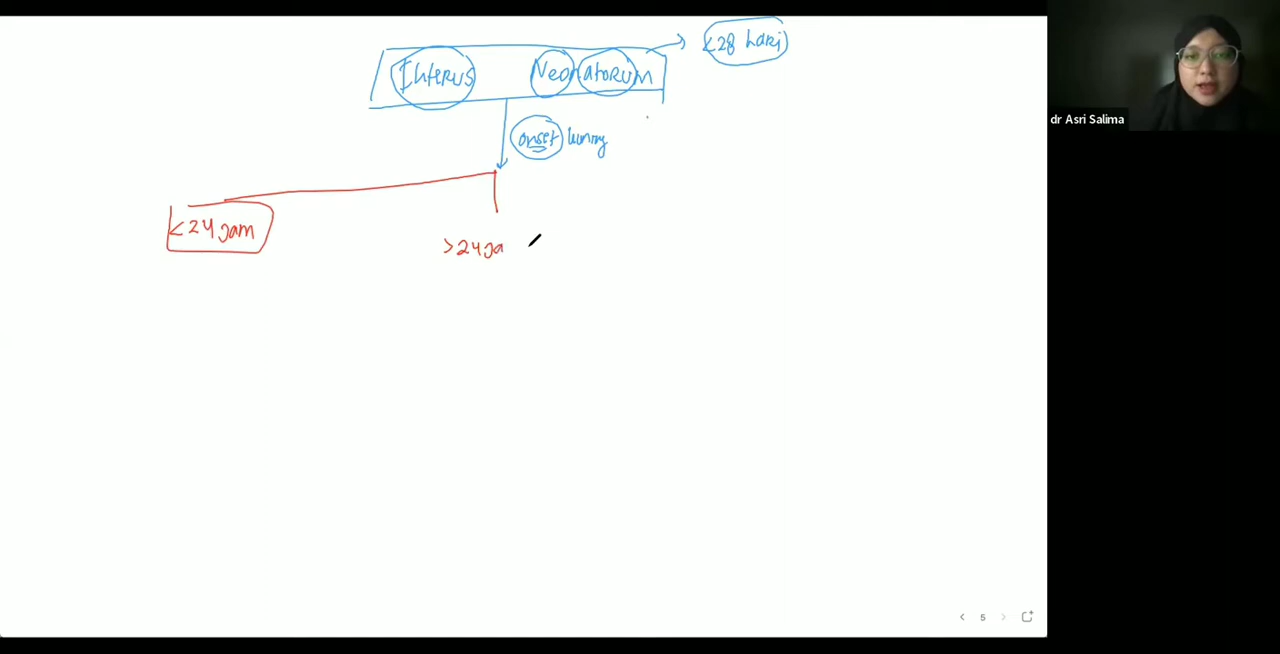 <28 hari
Ikterus Neonatorum
onset kuning
<24 jam
>24 ja
dr Asri Salima
< 5 >